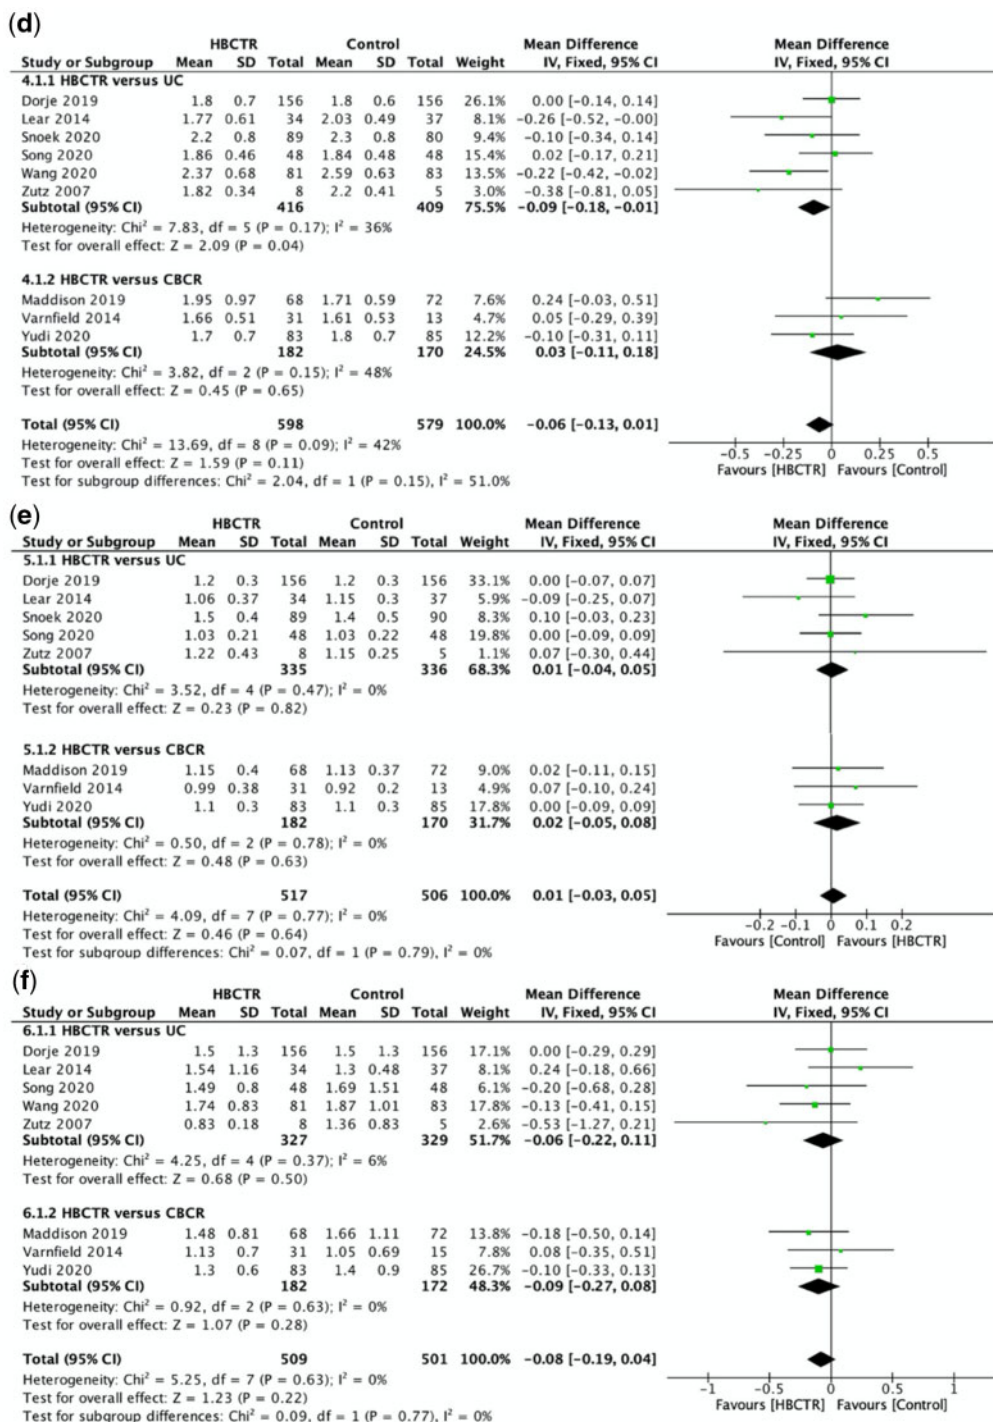 (d)
HBCTR Control Mean Difference Mean Difference
Study or Subgroup Mean SD Total Mean SD Total Weight IV, Fixed, 95% CI IV, Fixed, 95% CI
4.1.1 HBCTR versus UC
Dorje 2019 1.8 0.7 156 1.8 0.6 156 26.1% 0.00 [-0.14, 0.14]
Lear 2014 1.77 0.61 34 2.03 0.49 37 8.1% -0.26 [-0.52, -0.00]
Snoek 2020 2.2 0.8 89 2.3 0.8 80 9.4% -0.10 [-0.34, 0.14]
Song 2020 1.86 0.46 48 1.84 0.48 48 15.4% 0.02 [-0.17, 0.21]
Wang 2020 2.37 0.68 81 2.59 0.63 83 13.5% -0.22 [-0.42, -0.02]
Zutz 2007 1.82 0.34 8 2.2 0.41 5 3.0% -0.38 [-0.81, 0.05]
Subtotal (95% CI) 416 409 75.5% -0.09 [-0.18, -0.01]
Heterogeneity: Chi² = 7.83, df = 5 (P = 0.17); I² = 36%
Test for overall effect: Z = 2.09 (P = 0.04)
4.1.2 HBCTR versus CBCR
Maddison 2019 1.95 0.97 68 1.71 0.59 72 7.6% 0.24 [-0.03, 0.51]
Varnfield 2014 1.66 0.51 31 1.61 0.53 13 4.7% 0.05 [-0.29, 0.39]
Yudi 2020 1.7 0.7 83 1.8 0.7 85 12.2% -0.10 [-0.31, 0.11]
Subtotal (95% CI) 182 170 24.5% 0.03 [-0.11, 0.18]
Heterogeneity: Chi² = 3.82, df = 2 (P = 0.15); I² = 48%
Test for overall effect: Z = 0.45 (P = 0.65)
Total (95% CI) 598 579 100.0% -0.06 [-0.13, 0.01]
Heterogeneity: Chi² = 13.69, df = 8 (P = 0.09); I² = 42%
Test for overall effect: Z = 1.59 (P = 0.11)
Test for subgroup differences: Chi² = 2.04, df = 1 (P = 0.15), I² = 51.0%
-0.5 -0.25 0 0.25 0.5
Favours [HBCTR] Favours [Control]
(e)
HBCTR Control Mean Difference Mean Difference
Study or Subgroup Mean SD Total Mean SD Total Weight IV, Fixed, 95% CI IV, Fixed, 95% CI
5.1.1 HBCTR versus UC
Dorje 2019 1.2 0.3 156 1.2 0.3 156 33.1% 0.00 [-0.07, 0.07]
Lear 2014 1.06 0.37 34 1.15 0.3 37 5.9% -0.09 [-0.25, 0.07]
Snoek 2020 1.5 0.4 89 1.4 0.5 90 8.3% 0.10 [-0.03, 0.23]
Song 2020 1.03 0.21 48 1.03 0.22 48 19.8% 0.00 [-0.09, 0.09]
Zutz 2007 1.22 0.43 8 1.15 0.25 5 1.1% 0.07 [-0.30, 0.44]
Subtotal (95% CI) 335 336 68.3% 0.01 [-0.04, 0.05]
Heterogeneity: Chi² = 3.52, df = 4 (P = 0.47); I² = 0%
Test for overall effect: Z = 0.23 (P = 0.82)
5.1.2 HBCTR versus CBCR
Maddison 2019 1.15 0.4 68 1.13 0.37 72 9.0% 0.02 [-0.11, 0.15]
Varnfield 2014 0.99 0.38 31 0.92 0.2 13 4.9% 0.07 [-0.10, 0.24]
Yudi 2020 1.1 0.3 83 1.1 0.3 85 17.8% 0.00 [-0.09, 0.09]
Subtotal (95% CI) 182 170 31.7% 0.02 [-0.05, 0.08]
Heterogeneity: Chi² = 0.50, df = 2 (P = 0.78); I² = 0%
Test for overall effect: Z = 0.48 (P = 0.63)
Total (95% CI) 517 506 100.0% 0.01 [-0.03, 0.05]
Heterogeneity: Chi² = 4.09, df = 7 (P = 0.77); I² = 0%
Test for overall effect: Z = 0.46 (P = 0.64)
Test for subgroup differences: Chi² = 0.07, df = 1 (P = 0.79), I² = 0%
-0.2 -0.1 0 0.1 0.2
Favours [Control] Favours [HBCTR]
(f)
HBCTR Control Mean Difference Mean Difference
Study or Subgroup Mean SD Total Mean SD Total Weight IV, Fixed, 95% CI IV, Fixed, 95% CI
6.1.1 HBCTR versus UC
Dorje 2019 1.5 1.3 156 1.5 1.3 156 17.1% 0.00 [-0.29, 0.29]
Lear 2014 1.54 1.16 34 1.3 0.48 37 8.1% 0.24 [-0.18, 0.66]
Song 2020 1.49 0.8 48 1.69 1.51 48 6.1% -0.20 [-0.68, 0.28]
Wang 2020 1.74 0.83 81 1.87 1.01 83 17.8% -0.13 [-0.41, 0.15]
Zutz 2007 0.83 0.18 8 1.36 0.83 5 2.6% -0.53 [-1.27, 0.21]
Subtotal (95% CI) 327 329 51.7% -0.06 [-0.22, 0.11]
Heterogeneity: Chi² = 4.25, df = 4 (P = 0.37); I² = 6%
Test for overall effect: Z = 0.68 (P = 0.50)
6.1.2 HBCTR versus CBCR
Maddison 2019 1.48 0.81 68 1.66 1.11 72 13.8% -0.18 [-0.50, 0.14]
Varnfield 2014 1.13 0.7 31 1.05 0.69 15 7.8% 0.08 [-0.35, 0.51]
Yudi 2020 1.3 0.6 83 1.4 0.9 85 26.7% -0.10 [-0.33, 0.13]
Subtotal (95% CI) 182 172 48.3% -0.09 [-0.27, 0.08]
Heterogeneity: Chi² = 0.92, df = 2 (P = 0.63); I² = 0%
Test for overall effect: Z = 1.07 (P = 0.28)
Total (95% CI) 509 501 100.0% -0.08 [-0.19, 0.04]
Heterogeneity: Chi² = 5.25, df = 7 (P = 0.63); I² = 0%
Test for overall effect: Z = 1.23 (P = 0.22)
Test for subgroup differences: Chi² = 0.09, df = 1 (P = 0.77), I² = 0%
-1 -0.5 0 0.5 1
Favours [HBCTR] Favours [Control]